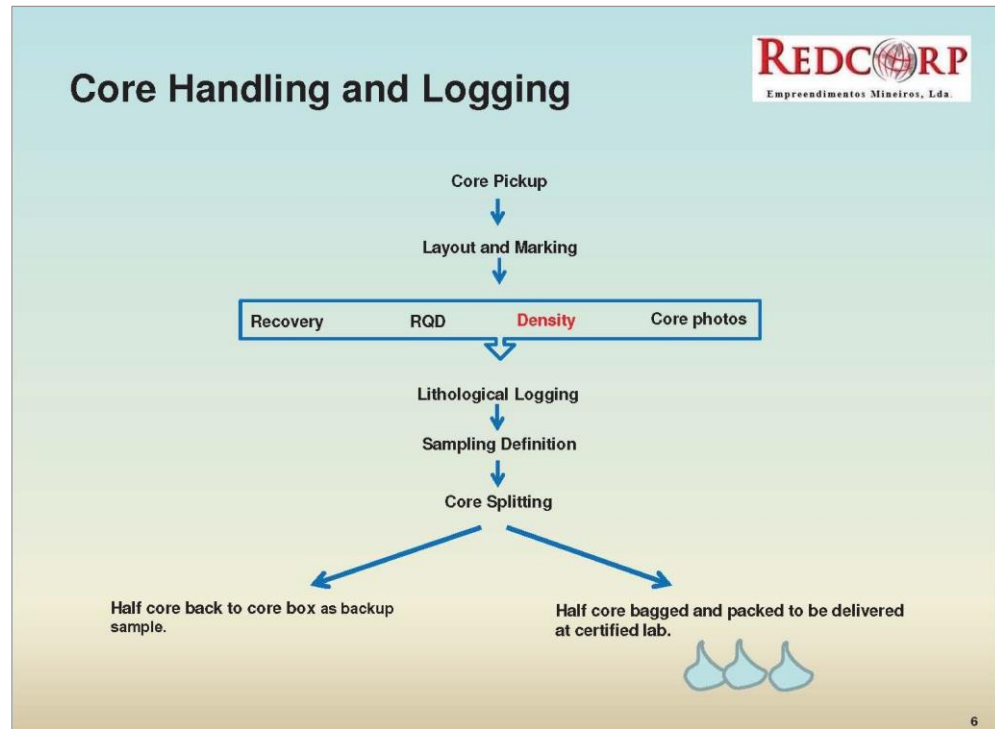 REDCORP
Empreendimentos Mineiros, Lda.
Core Handling and Logging
Core Pickup
Layout and Marking
Recovery RQD Density Core photos
Lithological Logging
Sampling Definition
Core Splitting
Half core back to core box as backup
sample.
Half core bagged and packed to be delivered
at certified lab.
6